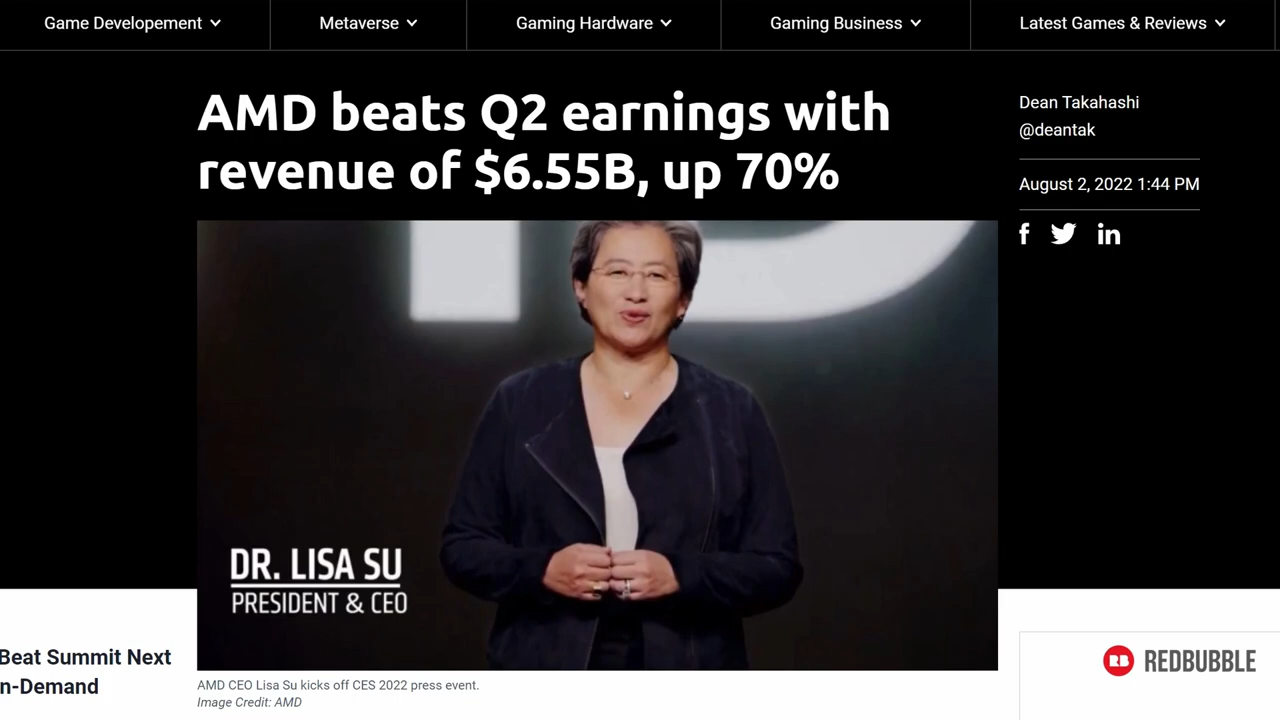 Game Developement
Metaverse
Gaming Hardware
Gaming Business
Latest Games & Reviews
AMD beats Q2 earnings with
revenue of $6.55B, up 70%
Dean Takahashi
@deantak
August 2, 2022 1:44 PM
f
in
DR. LISA SU
PRESIDENT & CEO
Beat Summit Next
n-Demand
AMD CEO Lisa Su kicks off CES 2022 press event.
Image Credit: AMD
RB REDBUBBLE